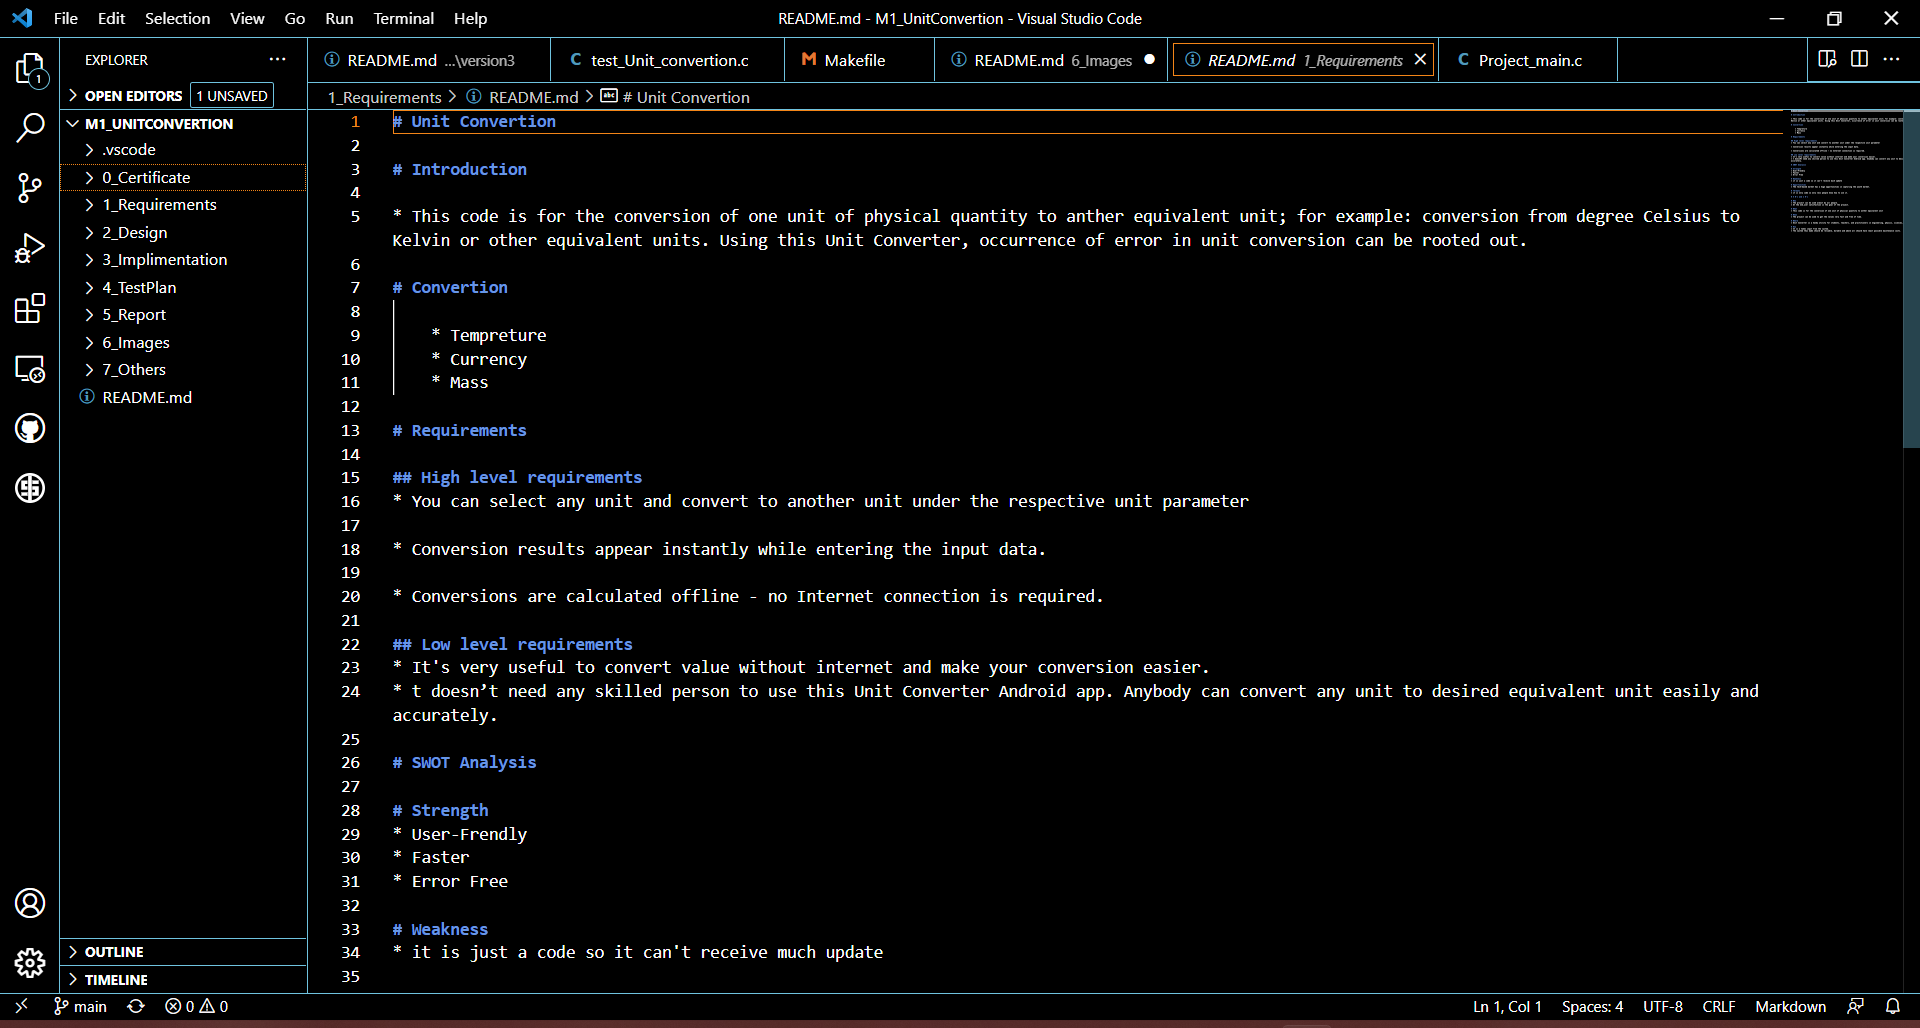 File Edit Selection View Go Run Terminal Help README.md - M1_UnitConvertion - Visual Studio Code
EXPLORER ···
README.md ...\version3 C test_Unit_convertion.c M Makefile README.md 6_Images ● README.md 1_Requirements × C Project_main.c ···
1
OPEN EDITORS 1 UNSAVED
M1_UNITCONVERTION
.vscode
0_Certificate
1_Requirements
2_Design
3_Implimentation
4_TestPlan
5_Report
6_Images
7_Others
README.md
OUTLINE
TIMELINE
1_Requirements > README.md > abc # Unit Convertion
1 # Unit Convertion
2
3 # Introduction
4
5 * This code is for the conversion of one unit of physical quantity to anther equivalent unit; for example: conversion from degree Celsius to
Kelvin or other equivalent units. Using this Unit Converter, occurrence of error in unit conversion can be rooted out.
6
7 # Convertion
8
9 * Tempreture
10 * Currency
11 * Mass
12
13 # Requirements
14
15 ## High level requirements
16 * You can select any unit and convert to another unit under the respective unit parameter
17
18 * Conversion results appear instantly while entering the input data.
19
20 * Conversions are calculated offline - no Internet connection is required.
21
22 ## Low level requirements
23 * It's very useful to convert value without internet and make your conversion easier.
24 * t doesn’t need any skilled person to use this Unit Converter Android app. Anybody can convert any unit to desired equivalent unit easily and
accurately.
25
26 # SWOT Analysis
27
28 # Strength
29 * User-Frendly
30 * Faster
31 * Error Free
32
33 # Weakness
34 * it is just a code so it can't receive much update
35
main 0 0 Ln 1, Col 1 Spaces: 4 UTF-8 CRLF Markdown